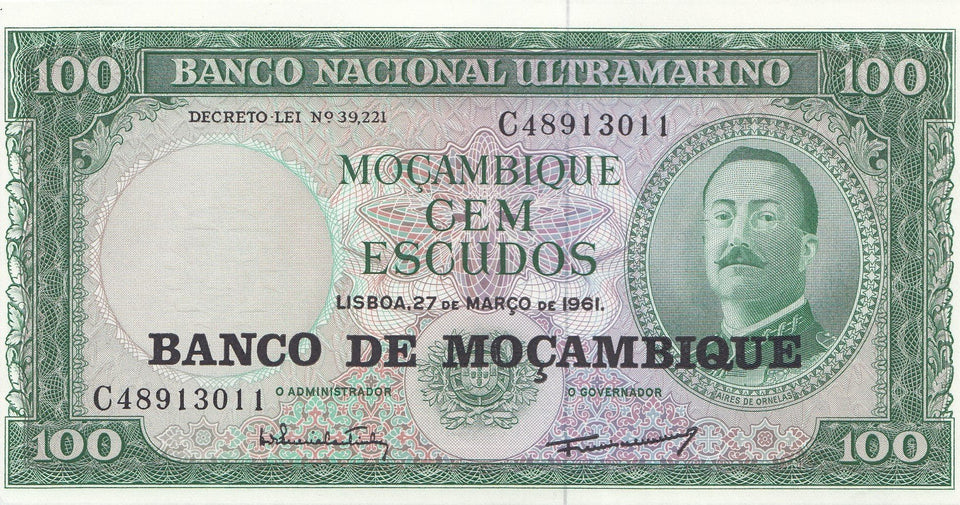 100 BANCO NACIONAL ULTRAMARINO 100
DECRETO-LEI Nº 39,221
C48913011
MOÇAMBIQUE
CEM
ESCUDOS
LISBOA, 27 DE MARÇO DE 1961.
BANCO DE MOÇAMBIQUE
C48913011
O ADMINISTRADOR
O GOVERNADOR
AIRES DE ORNELAS
100 100